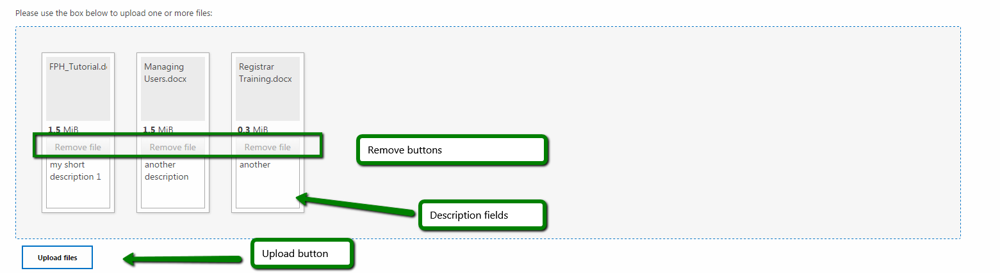 Please use the box below to upload one or more files:
FPH_Tutorial.d
Managing
Users.docx
Registrar
Training.docx
1.5 MiB
1.5 MiB
0.3 MiB
Remove file
Remove file
Remove file
Remove buttons
my short
description 1
another
description
another
Description fields
Upload files
Upload button